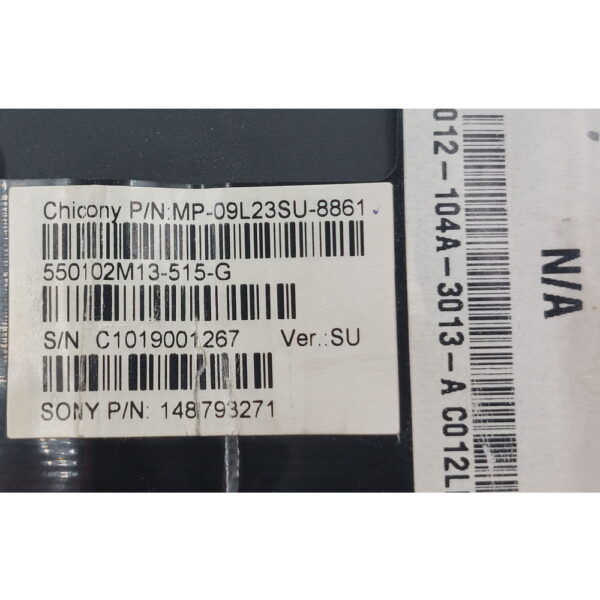 Chicony P/N:MP-09L23SU-8861
550102M13-515-G
S/N C1019001267 Ver.:SU
SONY P/N: 148793271
012-104A-3013-A C012L
N/A